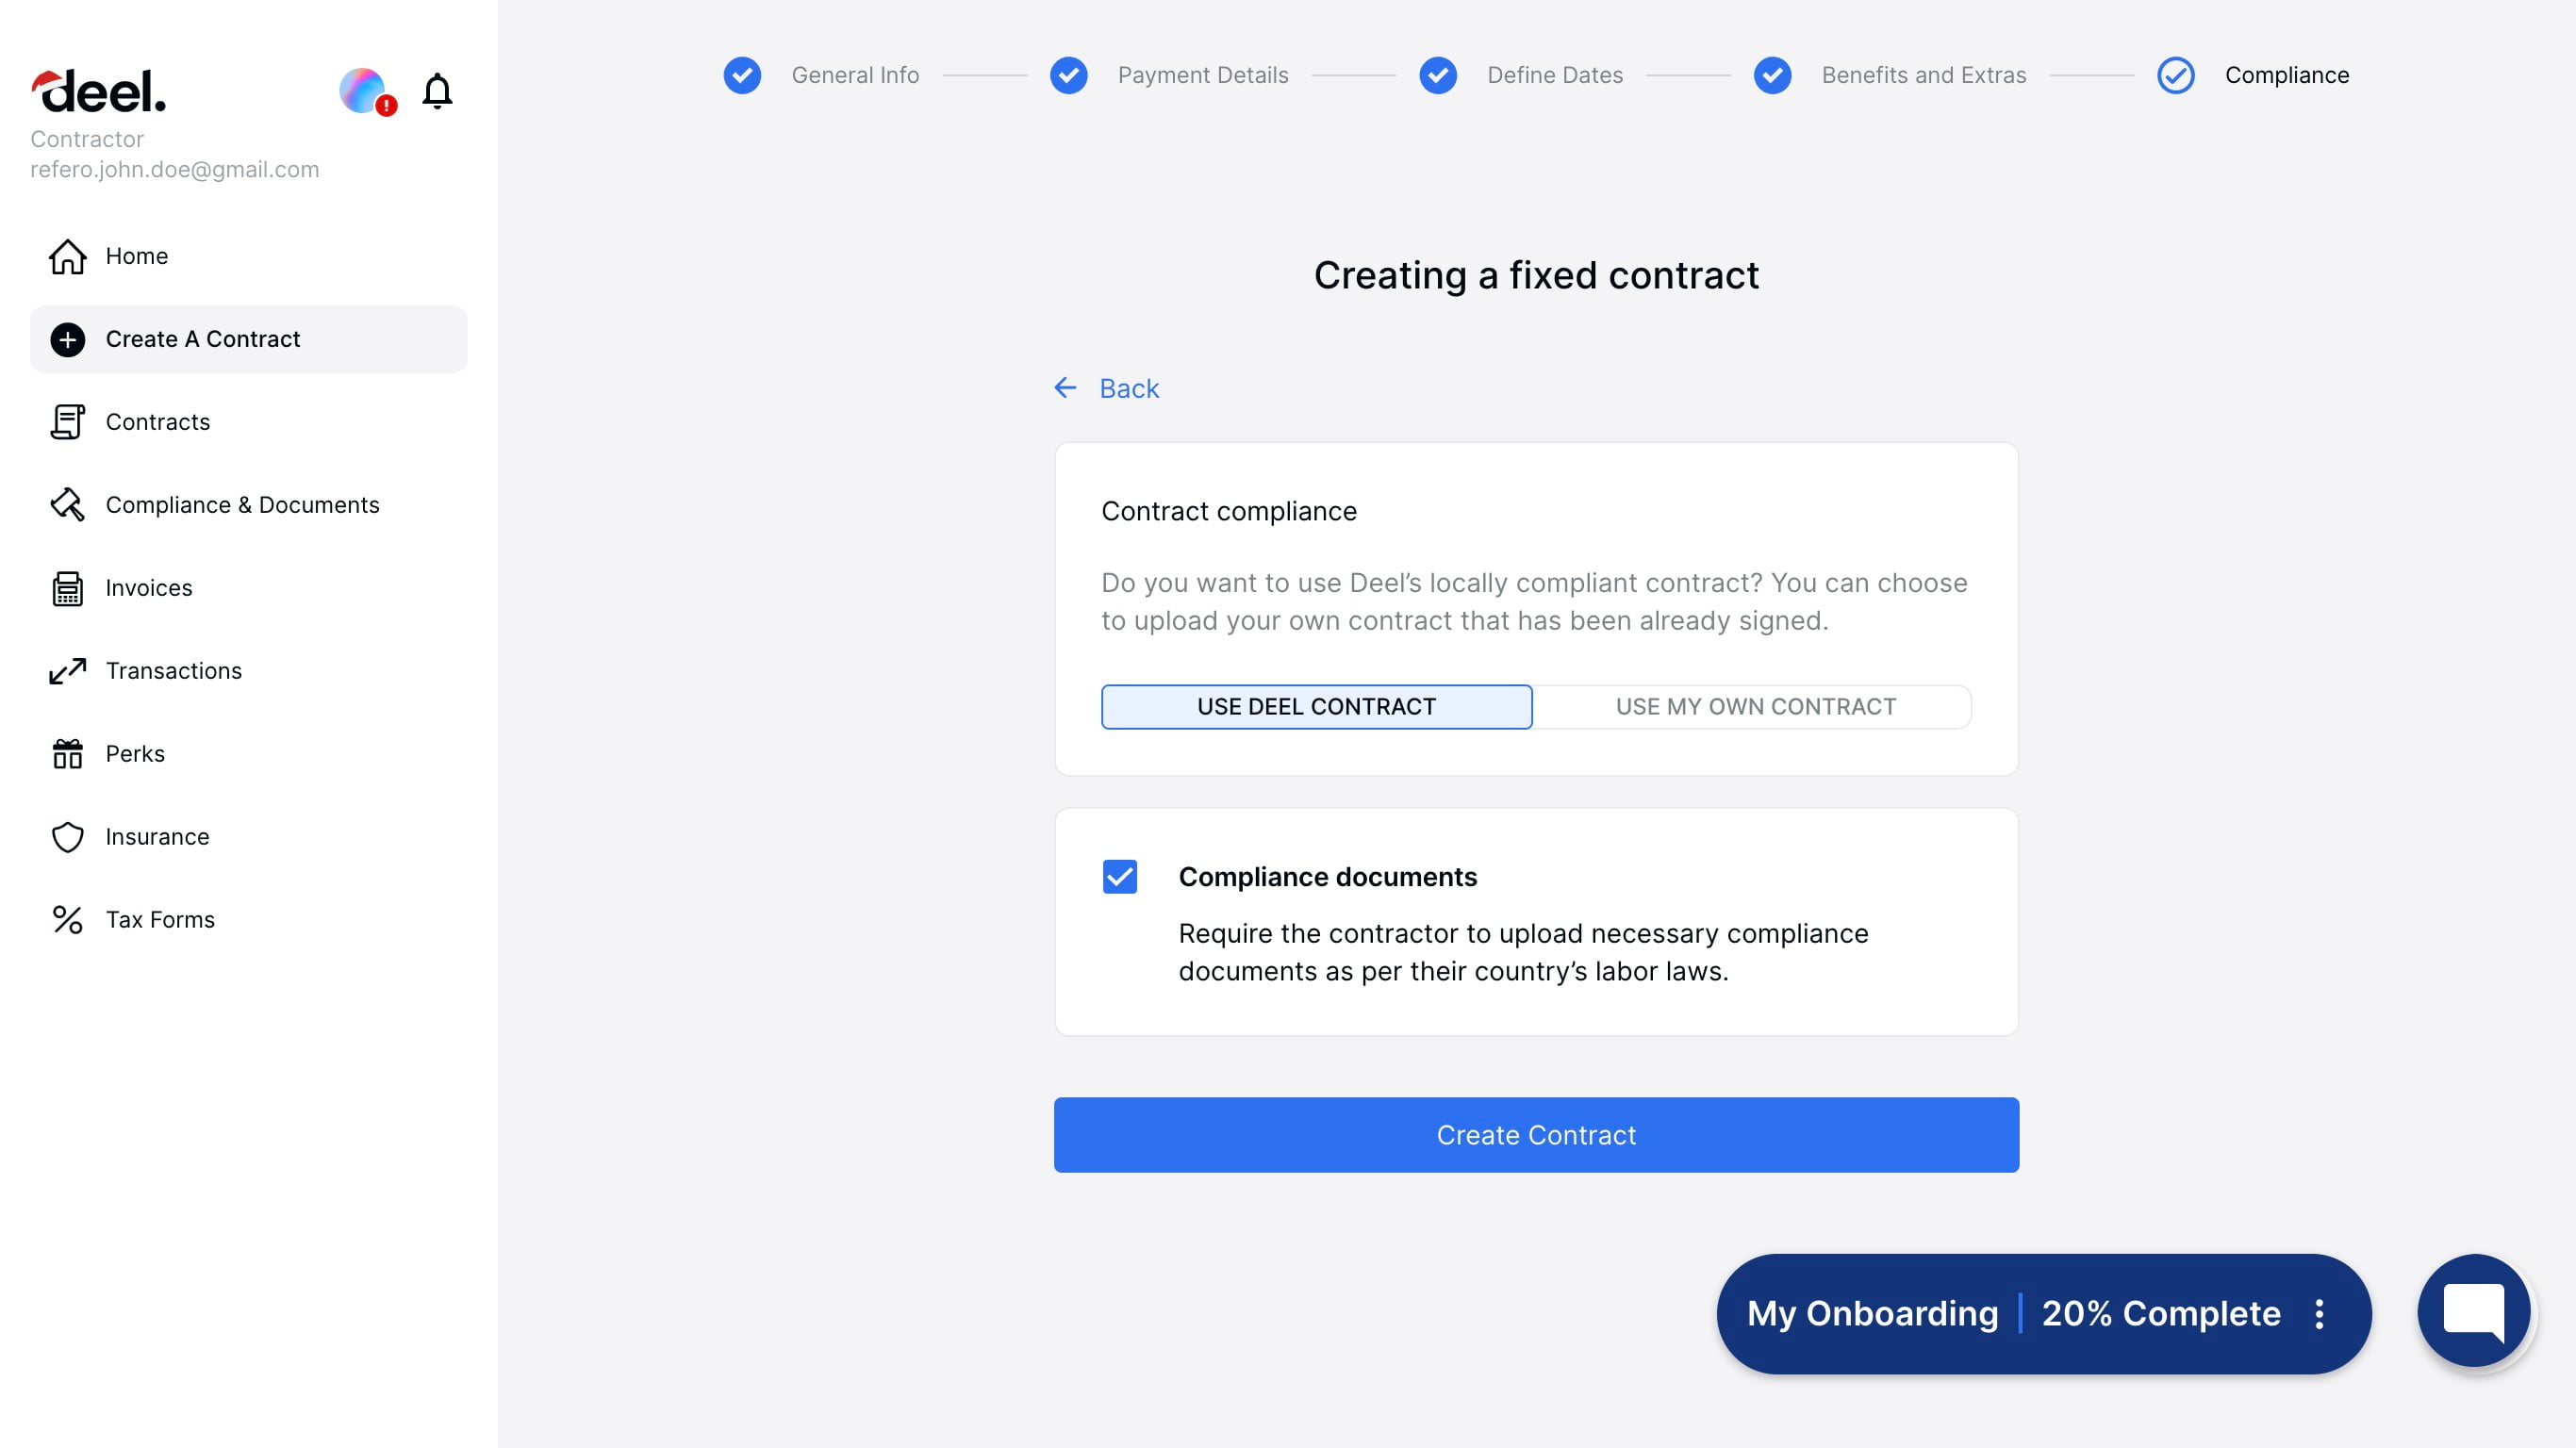 deel.
Contractor
refero.john.doe@gmail.com
Home
Create A Contract
Contracts
Compliance & Documents
Invoices
Transactions
Perks
Insurance
Tax Forms
General Info
Payment Details
Define Dates
Benefits and Extras
Compliance
Creating a fixed contract
Back
Contract compliance
Do you want to use Deel’s locally compliant contract? You can choose
to upload your own contract that has been already signed.
USE DEEL CONTRACT
USE MY OWN CONTRACT
Compliance documents
Require the contractor to upload necessary compliance
documents as per their country’s labor laws.
Create Contract
My Onboarding | 20% Complete